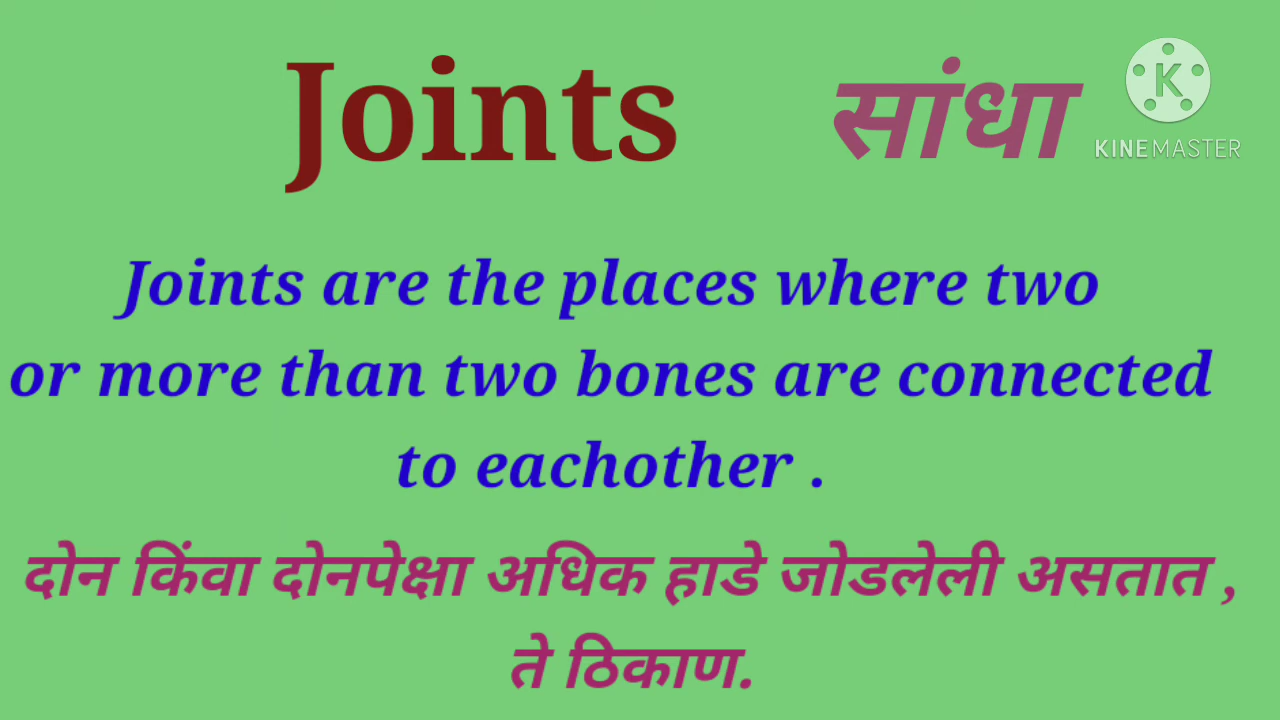 Joints सांधा
K
KINEMASTER
Joints are the places where two
or more than two bones are connected
to eachother .
दोन किंवा दोनपेक्षा अधिक हाडे जोडलेली असतात ,
ते ठिकाण.